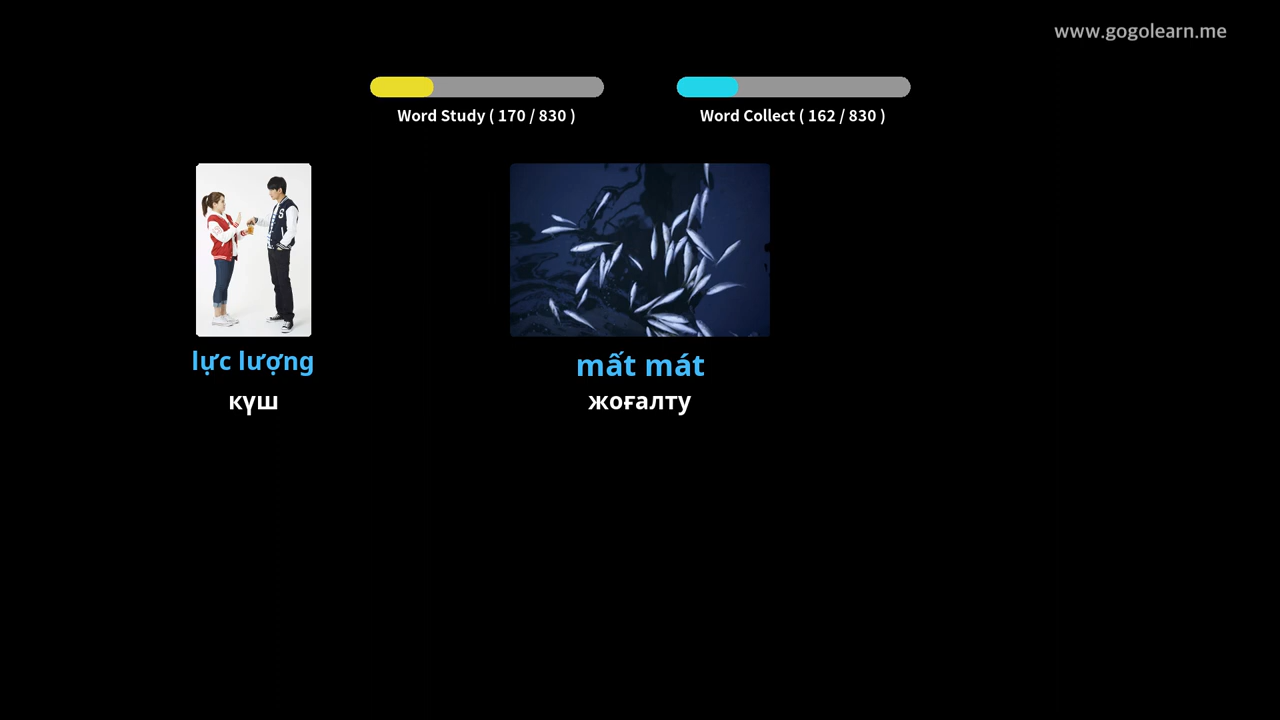 www.gogolearn.me
Word Study ( 170 / 830 )
Word Collect ( 162 / 830 )
lực lượng
күш
mất mát
жоғалту